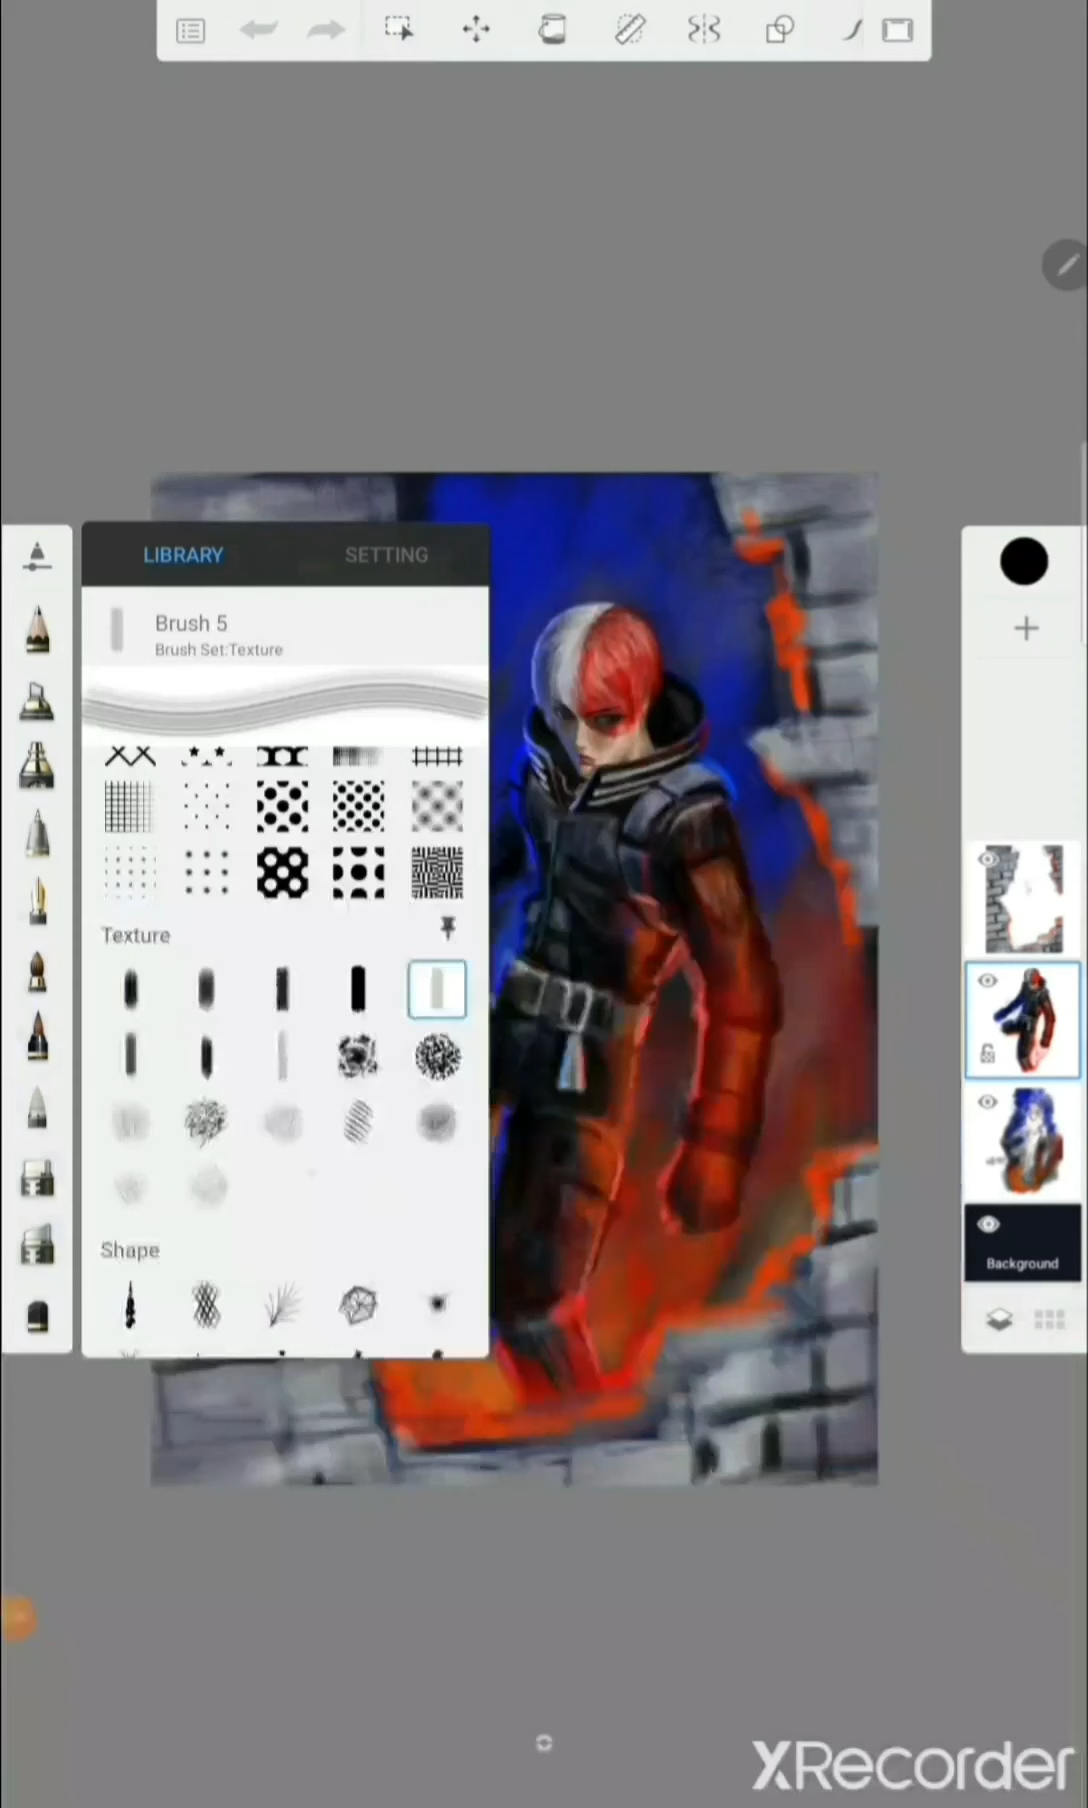 LIBRARY SETTING
Brush 5
Brush Set:Texture
Texture
Shape
Background
XRecorder